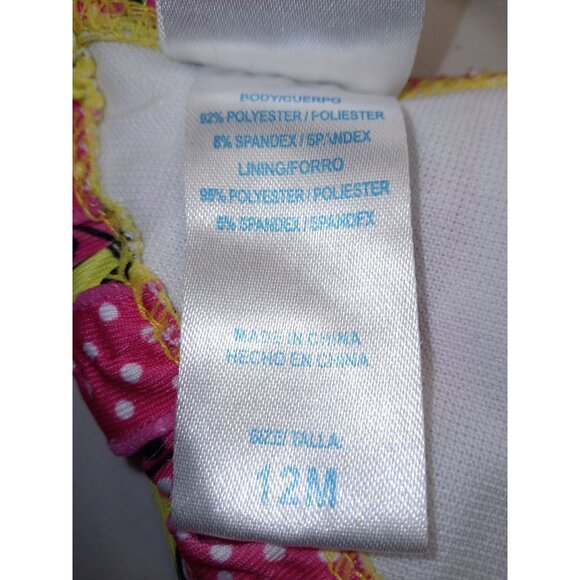 BODY/CUERPO
92% POLYESTER / POLIESTER
8% SPANDEX / SPANDEX
LINING/FORRO
95% POLYESTER / POLIESTER
5% SPANDEX / SPANDEX
MADE IN CHINA
HECHO EN CHINA
SIZE/ TALLA:
12M